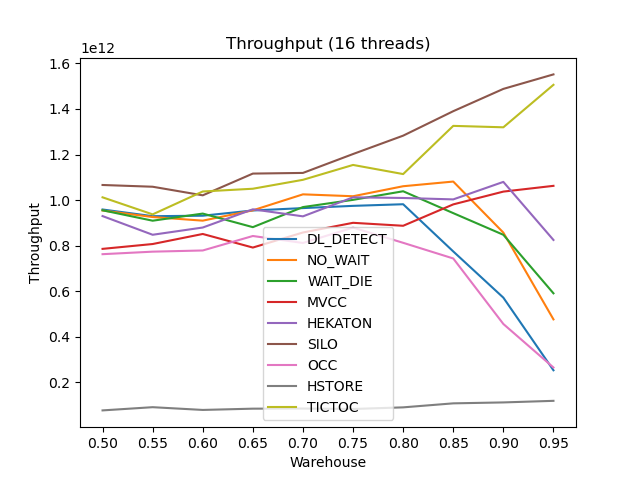 Throughput (16 threads)
1e12
1.6
1.4
1.2
1.0
0.8
0.6
0.4
0.2
Throughput
DL_DETECT
NO_WAIT
WAIT_DIE
MVCC
HEKATON
SILO
OCC
HSTORE
TICTOC
0.50 0.55 0.60 0.65 0.70 0.75 0.80 0.85 0.90 0.95
Warehouse